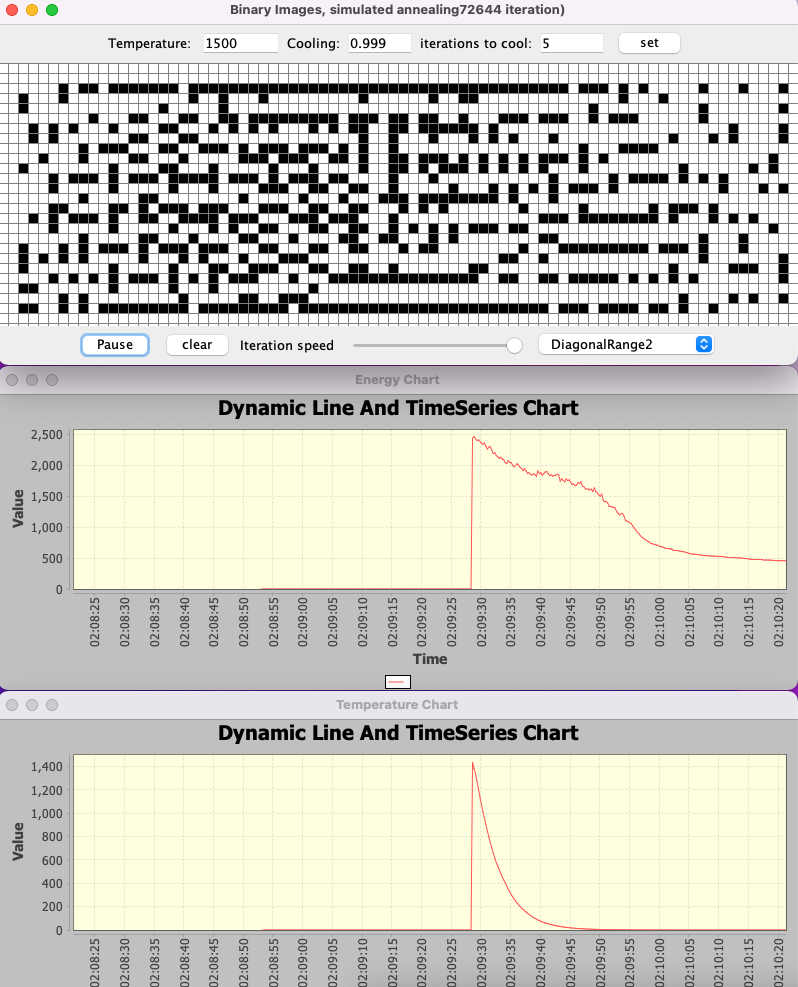 Binary Images, simulated annealing72644 iteration)
Temperature: 1500 Cooling: 0.999 iterations to cool: 5 set
Pause clear Iteration speed DiagonalRange2
Energy Chart
Dynamic Line And TimeSeries Chart
2,500
2,000
1,500
1,000
500
0
Value
02:08:25 02:08:30 02:08:35 02:08:40 02:08:45 02:08:50 02:08:55 02:09:00 02:09:05 02:09:10 02:09:15 02:09:20 02:09:25 02:09:30 02:09:35 02:09:40 02:09:45 02:09:50 02:09:55 02:10:00 02:10:05 02:10:10 02:10:15 02:10:20
Time
Temperature Chart
Dynamic Line And TimeSeries Chart
1,400
1,200
1,000
800
600
400
200
0
Value
02:08:25 02:08:30 02:08:35 02:08:40 02:08:45 02:08:50 02:08:55 02:09:00 02:09:05 02:09:10 02:09:15 02:09:20 02:09:25 02:09:30 02:09:35 02:09:40 02:09:45 02:09:50 02:09:55 02:10:00 02:10:05 02:10:10 02:10:15 02:10:20